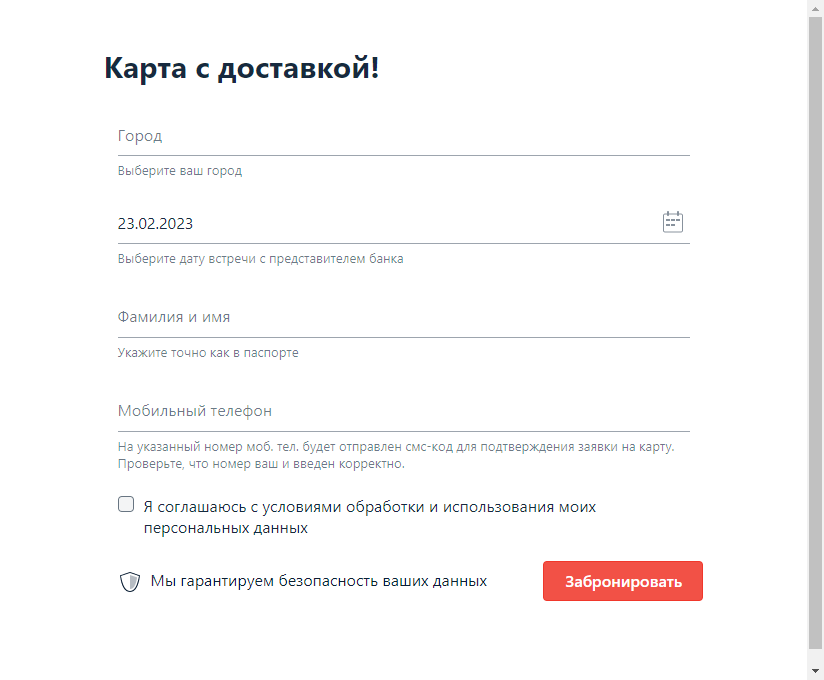 Карта с доставкой!
Город
Выберите ваш город
23.02.2023
Выберите дату встречи с представителем банка
Фамилия и имя
Укажите точно как в паспорте
Мобильный телефон
На указанный номер моб. тел. будет отправлен смс-код для подтверждения заявки на карту.
Проверьте, что номер ваш и введен корректно.
Я соглашаюсь с условиями обработки и использования моих
персональных данных
Мы гарантируем безопасность ваших данных
Забронировать